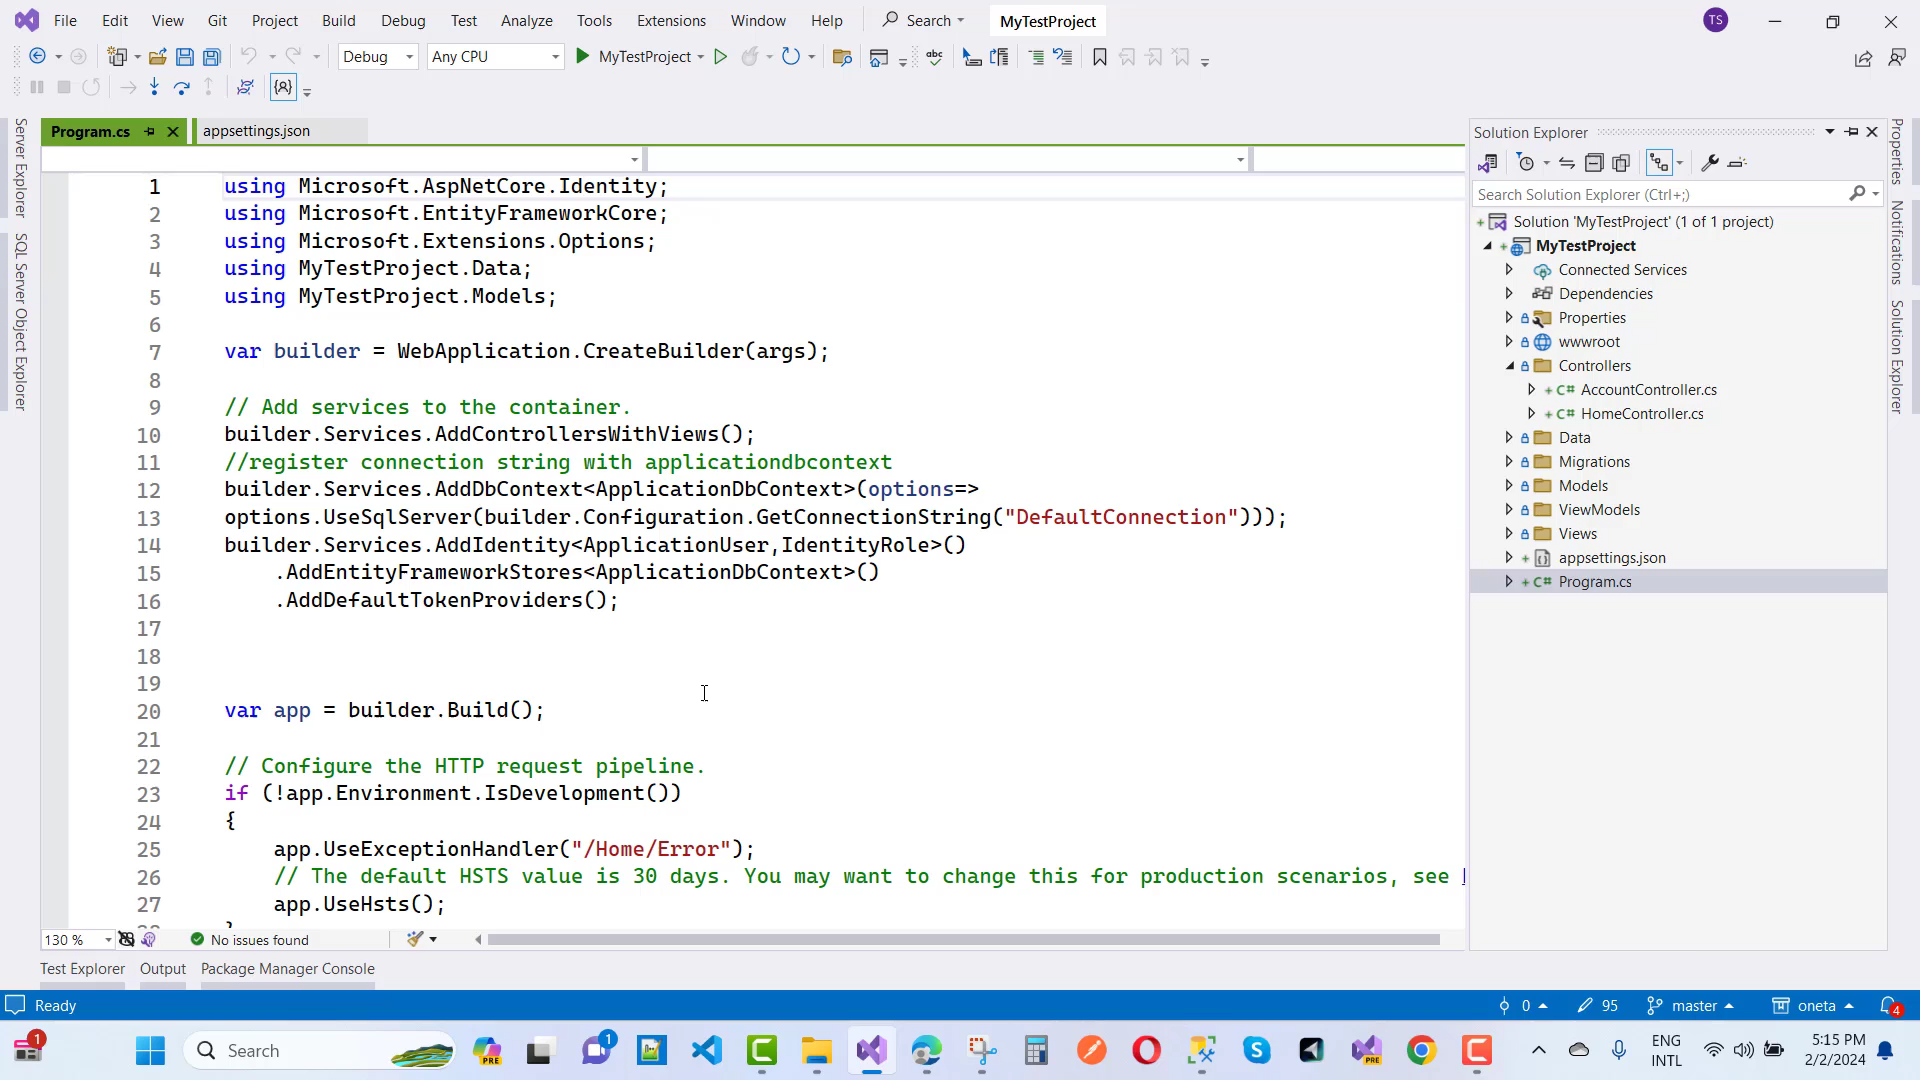 File Edit View Git Project Build Debug Test Analyze Tools Extensions Window Help Search MyTestProject TS
Debug Any CPU MyTestProject abc
Program.cs appsettings.json
Server Explorer
SQL Server Object Explorer
1 using Microsoft.AspNetCore.Identity;
2 using Microsoft.EntityFrameworkCore;
3 using Microsoft.Extensions.Options;
4 using MyTestProject.Data;
5 using MyTestProject.Models;
6
7 var builder = WebApplication.CreateBuilder(args);
8
9 // Add services to the container.
10 builder.Services.AddControllersWithViews();
11 //register connection string with applicationdbcontext
12 builder.Services.AddDbContext<ApplicationDbContext>(options=>
13 options.UseSqlServer(builder.Configuration.GetConnectionString("DefaultConnection")));
14 builder.Services.AddIdentity<ApplicationUser,IdentityRole>()
15 .AddEntityFrameworkStores<ApplicationDbContext>()
16 .AddDefaultTokenProviders();
17
18
19
20 var app = builder.Build();
21
22 // Configure the HTTP request pipeline.
23 if (!app.Environment.IsDevelopment())
24 {
25 app.UseExceptionHandler("/Home/Error");
26 // The default HSTS value is 30 days. You may want to change this for production scenarios, see
27 app.UseHsts();
130 % No issues found
Solution Explorer
Search Solution Explorer (Ctrl+;)
Solution 'MyTestProject' (1 of 1 project)
MyTestProject
Connected Services
Dependencies
Properties
wwwroot
Controllers
C# AccountController.cs
C# HomeController.cs
Data
Migrations
Models
ViewModels
Views
appsettings.json
C# Program.cs
Properties
Notifications
Solution Explorer
Test Explorer Output Package Manager Console
Ready 0 95 master oneta 4
1 Search PRE 1 PRE ENG 5:15 PM
INTL 2/2/2024